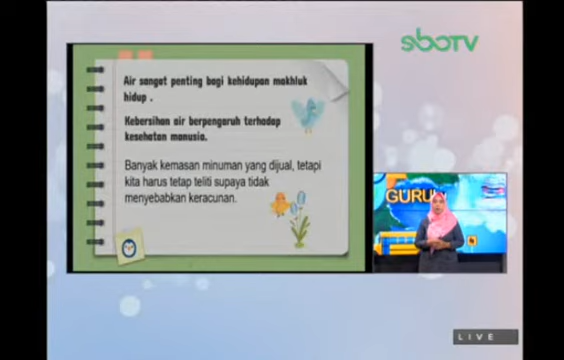 sboTV
Air sangat penting bagi kehidupan makhluk
hidup .
Kebersihan air berpengaruh terhadap
kesehatan manusia.
Banyak kemasan minuman yang dijual, tetapi
kita harus tetap teliti supaya tidak
menyebabkan keracunan.
GURUku
LIVE